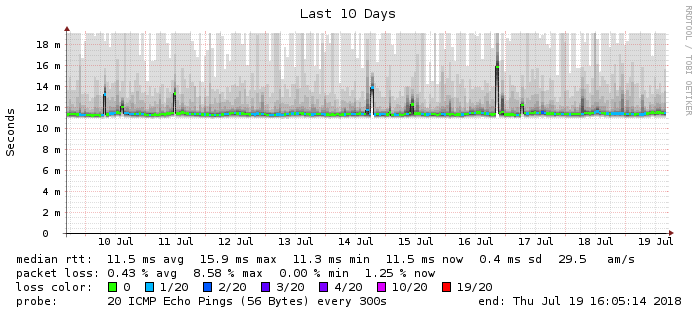 Last 10 Days
RRDTOOL / TOBI OETIKER
Seconds
18 m
16 m
14 m
12 m
10 m
8 m
6 m
4 m
2 m
0
10 Jul 11 Jul 12 Jul 13 Jul 14 Jul 15 Jul 16 Jul 17 Jul 18 Jul 19 Jul
median rtt: 11.5 ms avg 15.9 ms max 11.3 ms min 11.5 ms now 0.4 ms sd 29.5 am/s
packet loss: 0.43 % avg 8.58 % max 0.00 % min 1.25 % now
loss color: 0 1/20 2/20 3/20 4/20 10/20 19/20
probe: 20 ICMP Echo Pings (56 Bytes) every 300s end: Thu Jul 19 16:05:14 2018